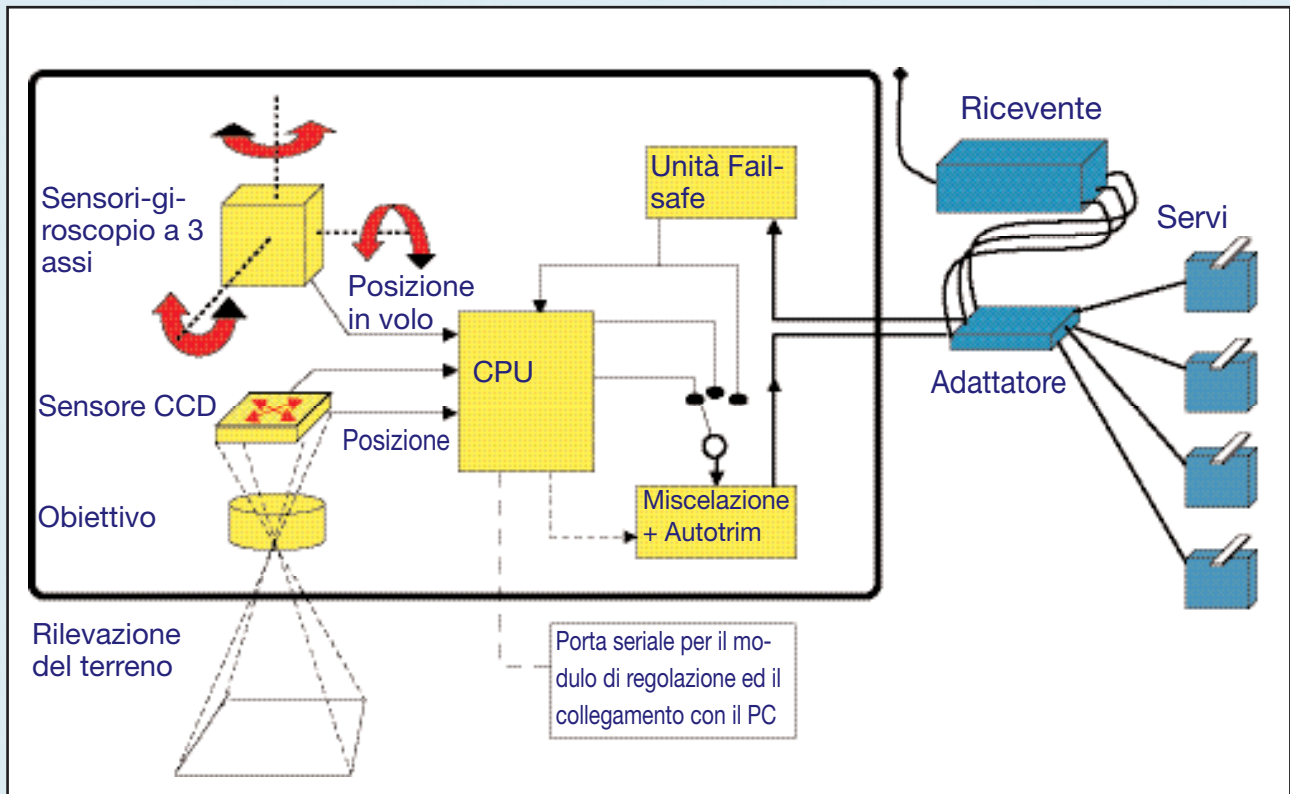 Sensori-gi-
roscopio a 3
assi
Posizione
in volo
Sensore CCD
Posizione
Obiettivo
Rilevazione
del terreno
CPU
Unità Fail-
safe
Miscelazione
+ Autotrim
Porta seriale per il mo-
dulo di regolazione ed il
collegamento con il PC
Ricevente
Servi
Adattatore